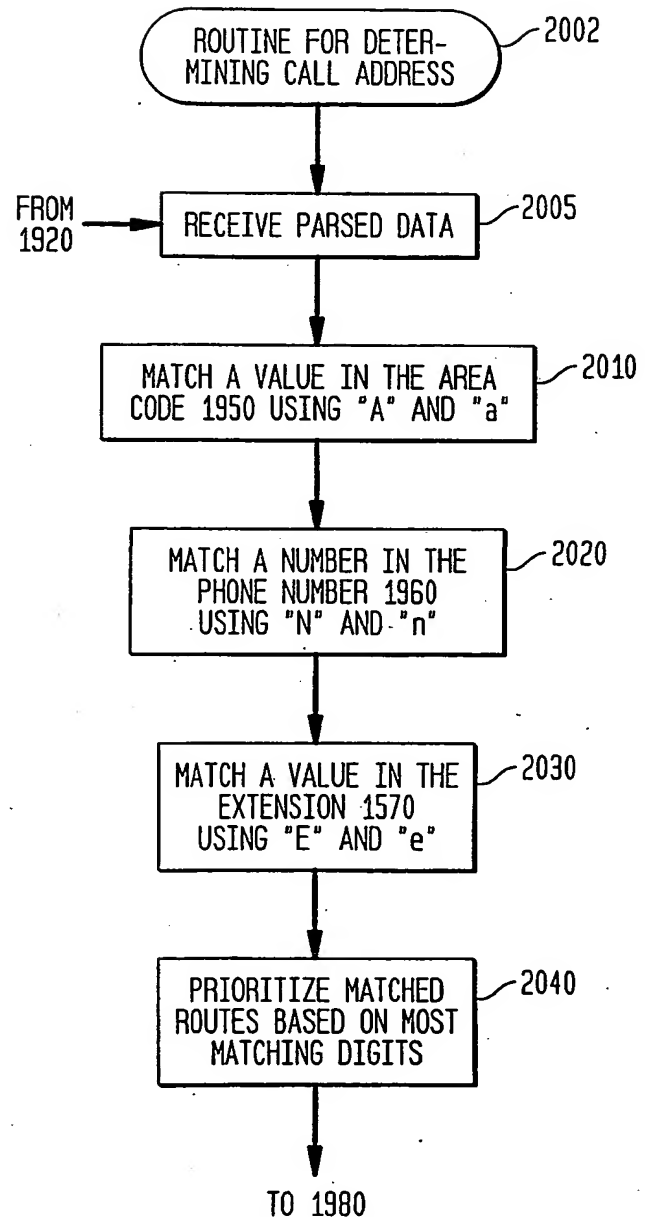 ROUTINE FOR DETER-
MINING CALL ADDRESS
2002
FROM
1920
RECEIVE PARSED DATA
2005
MATCH A VALUE IN THE AREA
CODE 1950 USING "A" AND "a"
2010
MATCH A NUMBER IN THE
PHONE NUMBER 1960
USING "N" AND "n"
2020
MATCH A VALUE IN THE
EXTENSION 1570
USING "E" AND "e"
2030
PRIORITIZE MATCHED
ROUTES BASED ON MOST
MATCHING DIGITS
2040
TO 1980